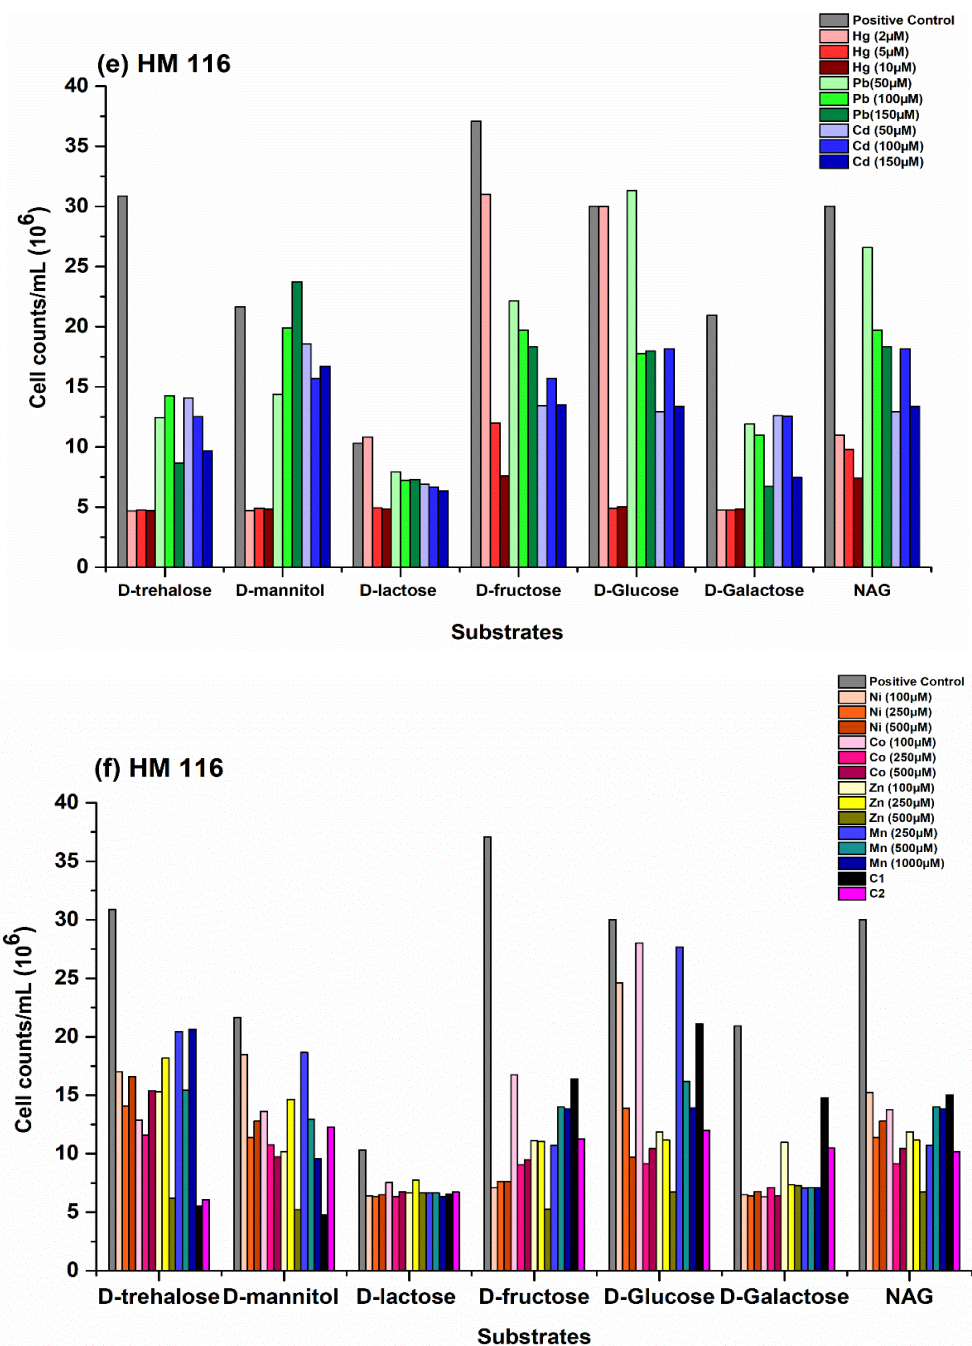 (e) HM 116
Positive Control
Hg (2μM)
Hg (5μM)
Hg (10μM)
Pb(50μM)
Pb (100μM)
Pb(150μM)
Cd (50μM)
Cd (100μM)
Cd (150μM)
40
35
30
25
20
15
10
5
0
Cell counts/mL (10⁶)
D-trehalose D-mannitol D-lactose D-fructose D-Glucose D-Galactose NAG
Substrates
(f) HM 116
Positive Control
Ni (100μM)
Ni (250μM)
Ni (500μM)
Co (100μM)
Co (250μM)
Co (500μM)
Zn (100μM)
Zn (250μM)
Zn (500μM)
Mn (250μM)
Mn (500μM)
Mn (1000μM)
C1
C2
40
35
30
25
20
15
10
5
0
Cell counts/mL (10⁶)
D-trehalose D-mannitol D-lactose D-fructose D-Glucose D-Galactose NAG
Substrates